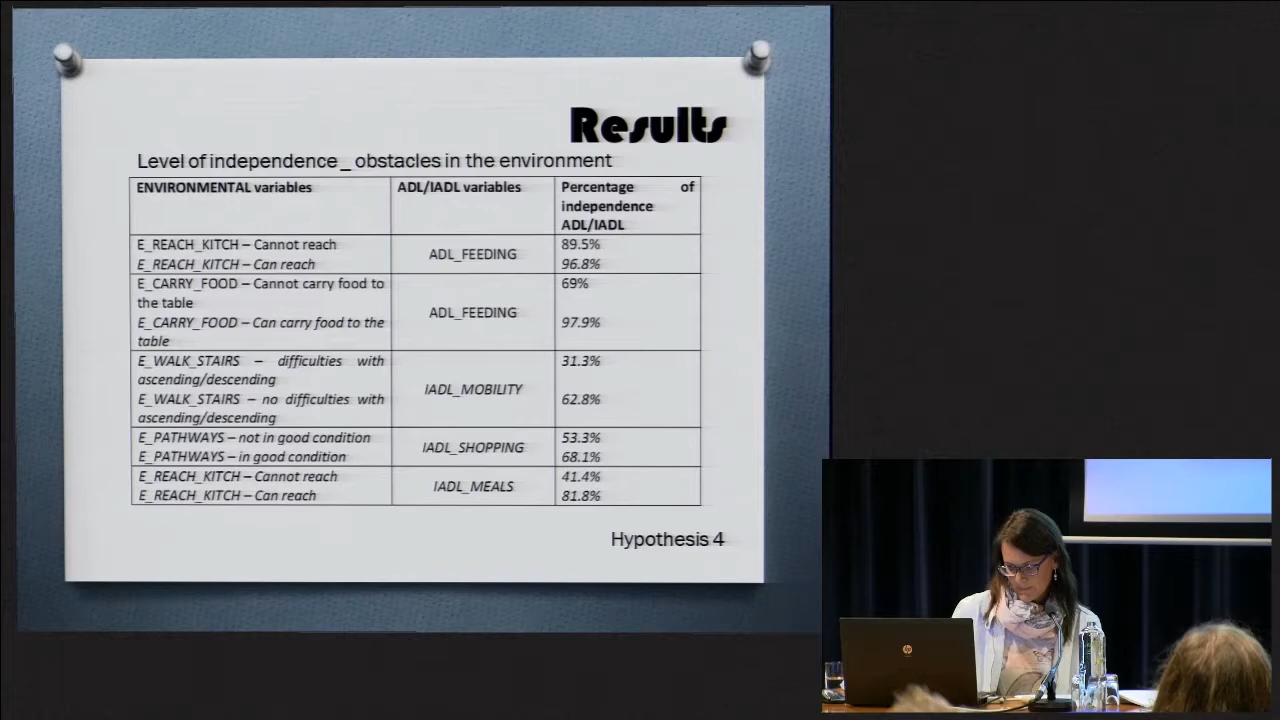 Results
Level of independence_ obstacles in the environment
ENVIRONMENTAL variables
ADL/IADL variables
Percentage of
independence
ADL/IADL
E_REACH_KITCH – Cannot reach
E_REACH_KITCH – Can reach
ADL_FEEDING
89.5%
96.8%
E_CARRY_FOOD – Cannot carry food to
the table
E_CARRY_FOOD – Can carry food to the
table
ADL_FEEDING
69%
97.9%
E_WALK_STAIRS – difficulties with
ascending/descending
E_WALK_STAIRS – no difficulties with
ascending/descending
IADL_MOBILITY
31.3%
62.8%
E_PATHWAYS – not in good condition
E_PATHWAYS – in good condition
IADL_SHOPPING
53.3%
68.1%
E_REACH_KITCH – Cannot reach
E_REACH_KITCH – Can reach
IADL_MEALS
41.4%
81.8%
Hypothesis 4
hp